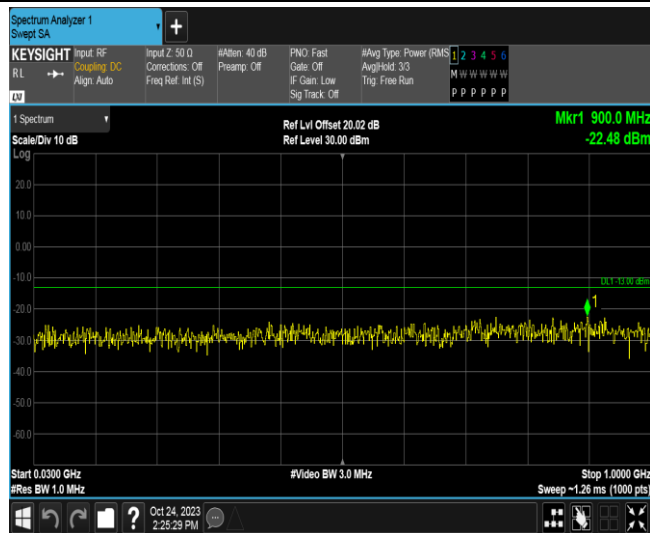 Spectrum Analyzer 1
Swept SA
+
KEYSIGHT
RL
LXI
Input: RF
Coupling: DC
Align: Auto
Input Z: 50 Ω
Corrections: Off
Freq Ref: Int (S)
#Atten: 40 dB
Preamp: Off
PNO: Fast
Gate: Off
IF Gain: Low
Sig Track: Off
#Avg Type: Power (RMS
Avg|Hold: 3/3
Trig: Free Run
1 2 3 4 5 6
M W W W W W
P P P P P P
1 Spectrum
Scale/Div 10 dB
Ref Lvl Offset 20.02 dB
Ref Level 30.00 dBm
Mkr1 900.0 MHz
-22.48 dBm
Log
20.0
10.0
0.00
-10.0
DL1 -13.00 dBm
1
-20.0
-30.0
-40.0
-50.0
-60.0
Start 0.0300 GHz
#Res BW 1.0 MHz
#Video BW 3.0 MHz
Stop 1.0000 GHz
Sweep ~1.26 ms (1000 pts)
?
Oct 24, 2023
2:25:29 PM